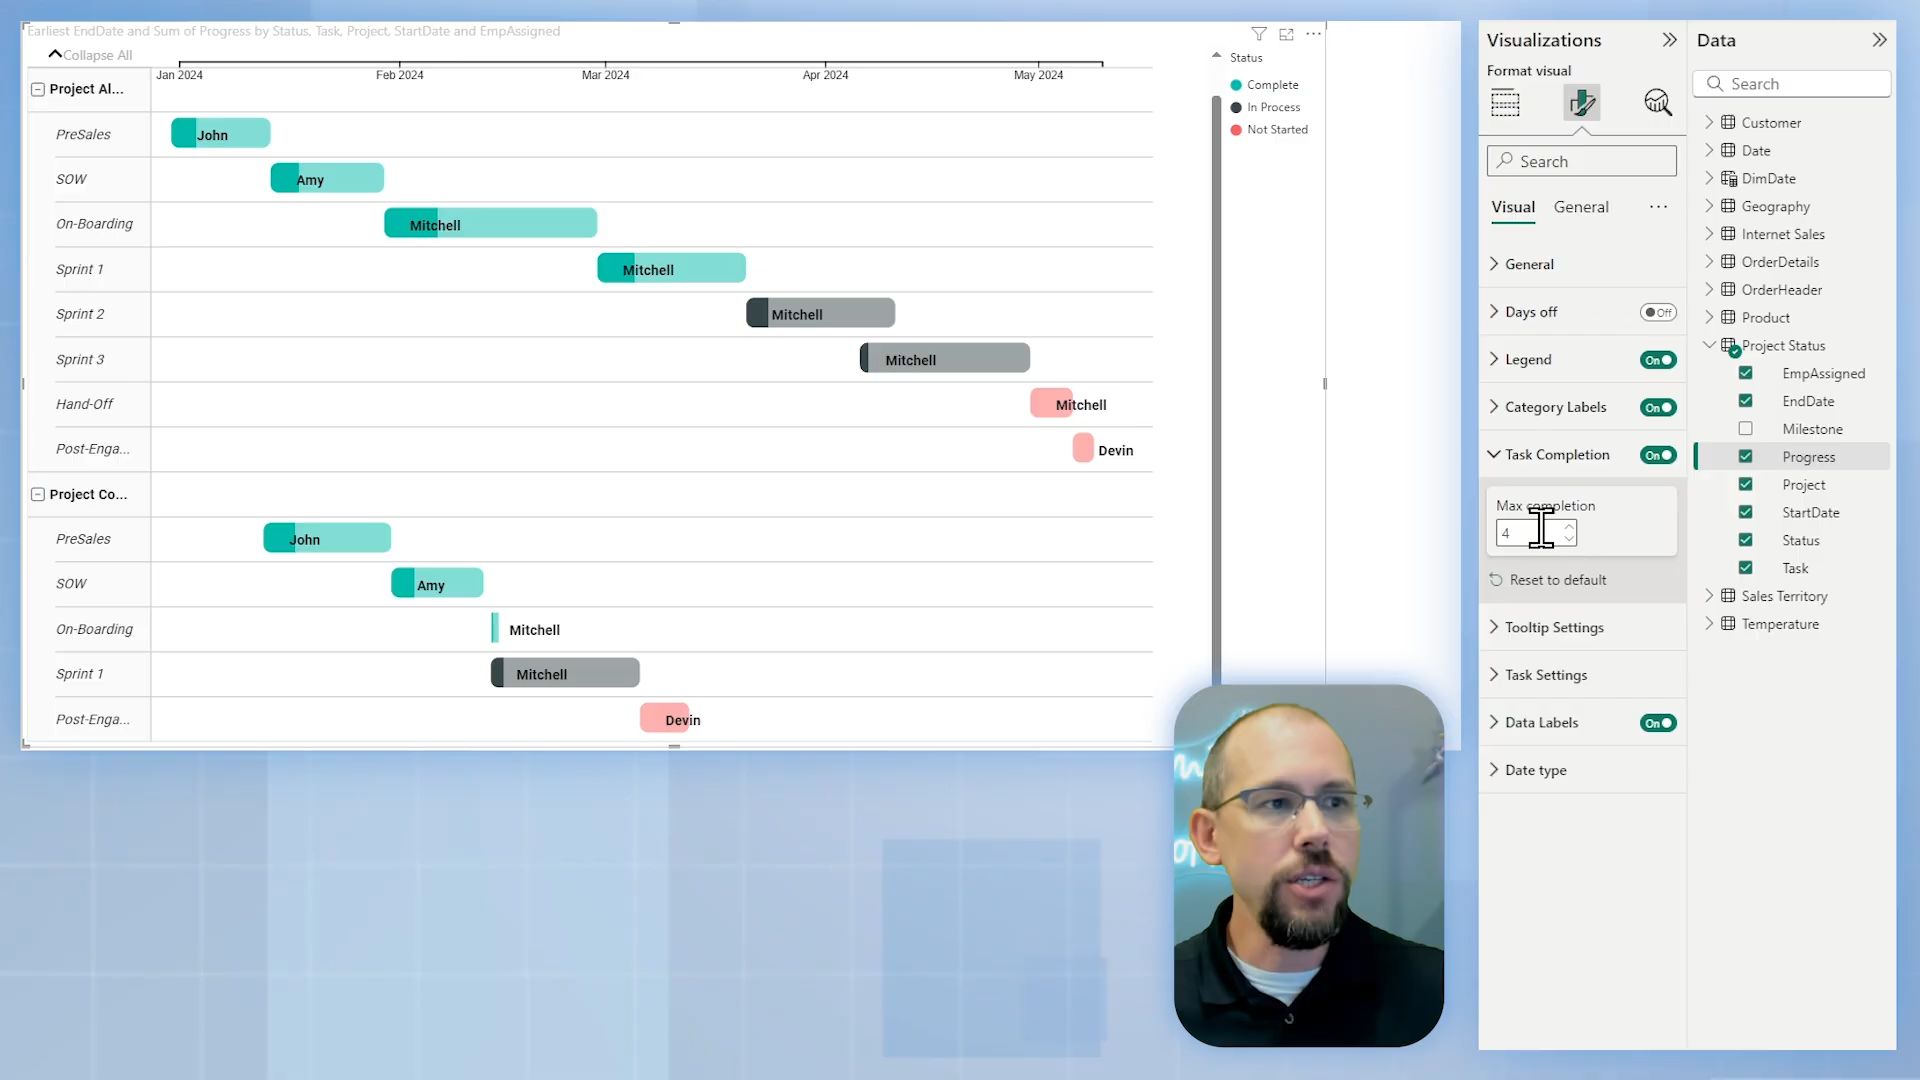 Earliest EndDate and Sum of Progress by Status, Task, Project, StartDate and EmpAssigned
Collapse All
Jan 2024 Feb 2024 Mar 2024 Apr 2024 May 2024
Project Al...
PreSales John
SOW Amy
On-Boarding Mitchell
Sprint 1 Mitchell
Sprint 2 Mitchell
Sprint 3 Mitchell
Hand-Off Mitchell
Post-Enga... Devin
Project Co...
PreSales John
SOW Amy
On-Boarding Mitchell
Sprint 1 Mitchell
Post-Enga... Devin
Status
Complete
In Process
Not Started
Visualizations
Format visual
Search
Visual General
General
Days off Off
Legend On
Category Labels On
Task Completion On
Max completion
4
Reset to default
Tooltip Settings
Task Settings
Data Labels On
Date type
Data
Search
Customer
Date
DimDate
Geography
Internet Sales
OrderDetails
OrderHeader
Product
Project Status
EmpAssigned
EndDate
Milestone
Progress
Project
StartDate
Status
Task
Sales Territory
Temperature